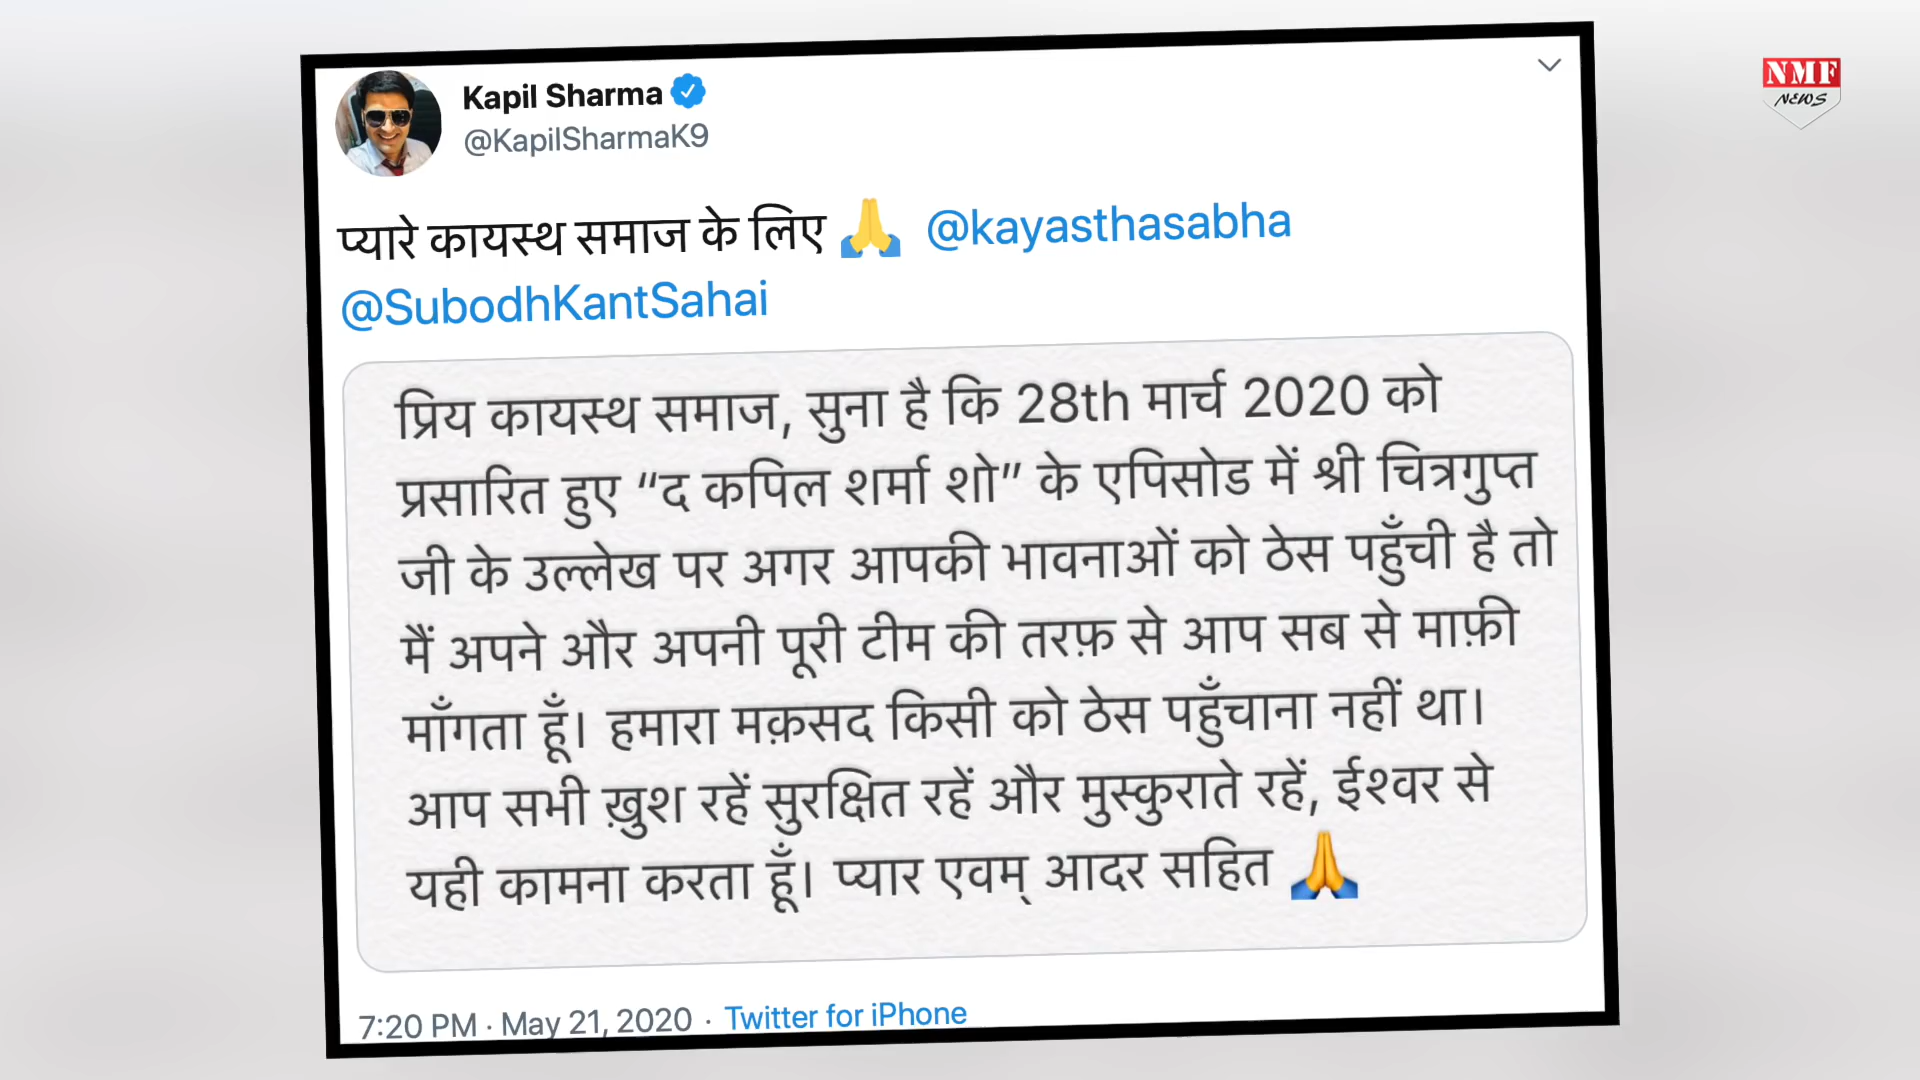 Kapil Sharma
@KapilSharmaK9
NMF
NEWS
प्यारे कायस्थ समाज के लिए 🙏 @kayasthasabha
@SubodhKantSahai
प्रिय कायस्थ समाज, सुना है कि 28th मार्च 2020 को
प्रसारित हुए “द कपिल शर्मा शो” के एपिसोड में श्री चित्रगुप्त
जी के उल्लेख पर अगर आपकी भावनाओं को ठेस पहुँची है तो
मैं अपने और अपनी पूरी टीम की तरफ़ से आप सब से माफ़ी
माँगता हूँ। हमारा मक़सद किसी को ठेस पहुँचाना नहीं था।
आप सभी ख़ुश रहें सुरक्षित रहें और मुस्कुराते रहें, ईश्वर से
यही कामना करता हूँ। प्यार एवम् आदर सहित 🙏
7:20 PM · May 21, 2020 · Twitter for iPhone